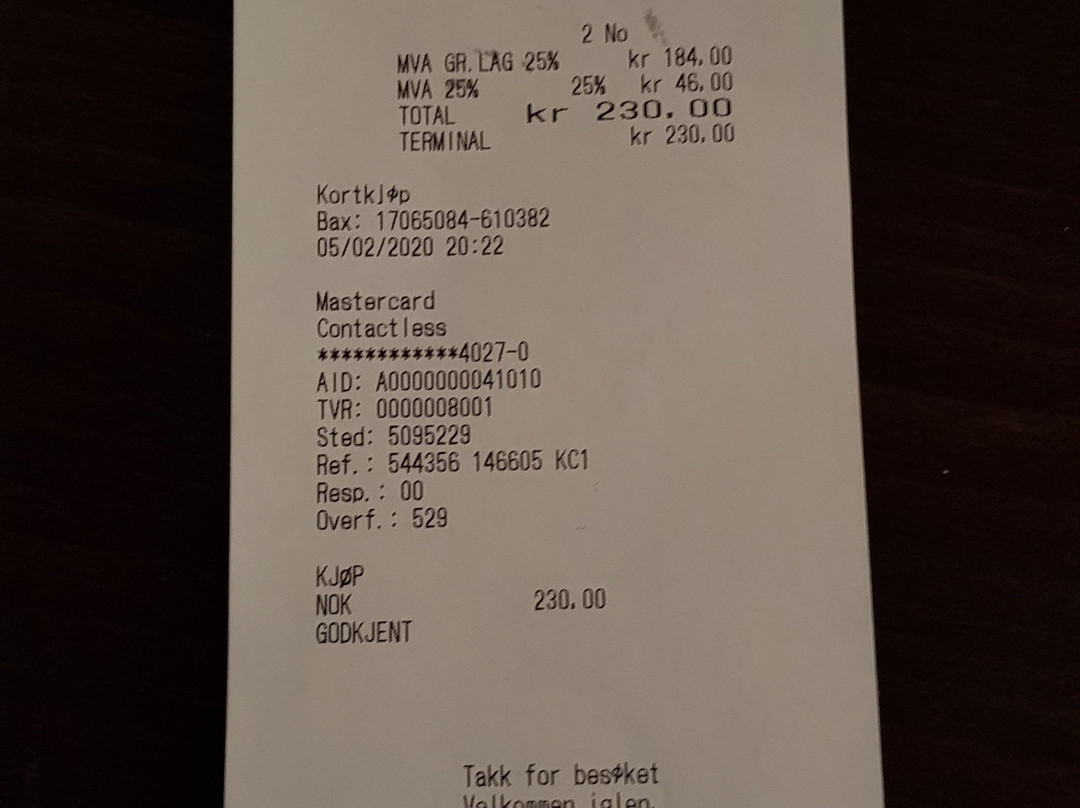 2 No
MVA GR.LAG 25% kr 184,00
MVA 25% 25% kr 46,00
TOTAL kr 230,00
TERMINAL kr 230,00
Kortkjøp
Bax: 17065084-610382
05/02/2020 20:22
Mastercard
Contactless
************4027-0
AID: A0000000041010
TVR: 0000008001
Sted: 5095229
Ref.: 544356 146605 KC1
Resp.: 00
Overf.: 529
KJØP
NOK 230,00
GODKJENT
Takk for besøket
Velkommen igjen.